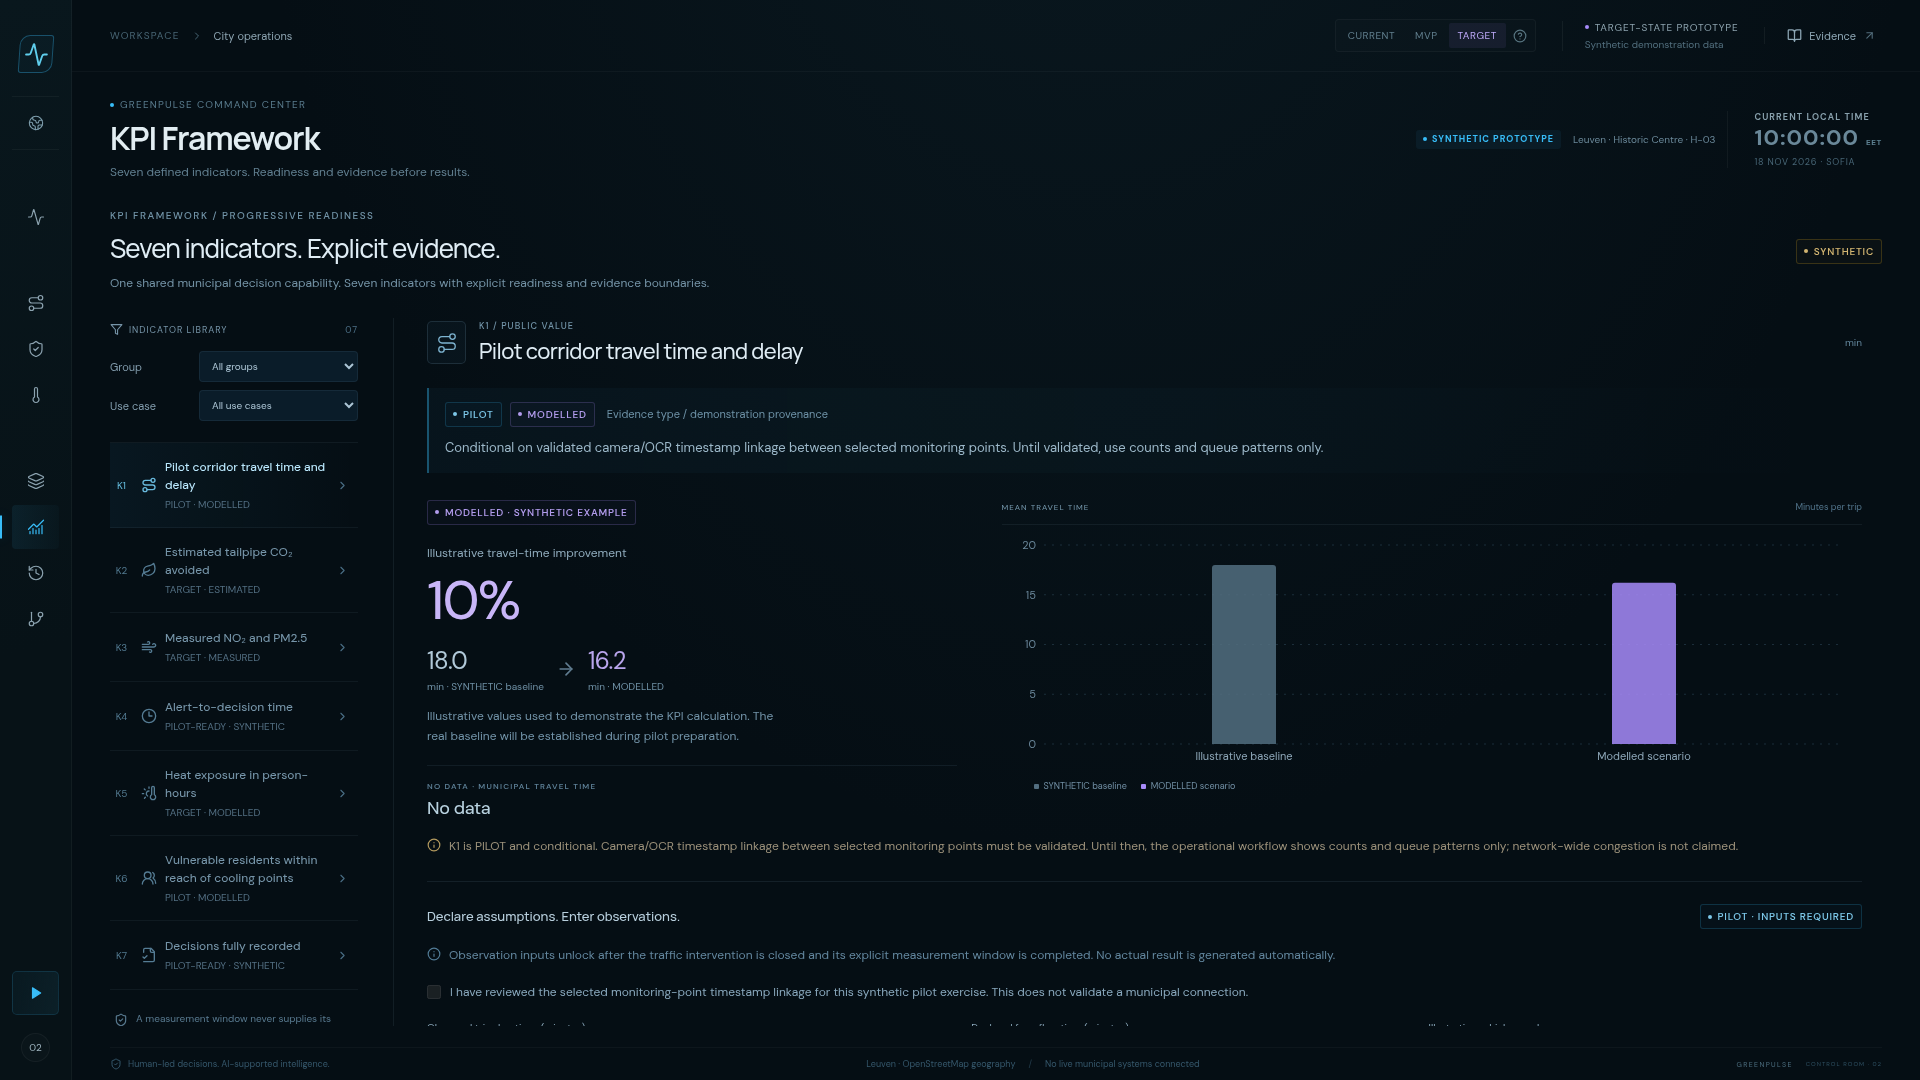 WORKSPACE > City operations
CURRENT MVP TARGET
TARGET-STATE PROTOTYPE
Synthetic demonstration data
Evidence
GREENPULSE COMMAND CENTER
KPI Framework
Seven defined indicators. Readiness and evidence before results.
SYNTHETIC PROTOTYPE
Leuven · Historic Centre · H-03
CURRENT LOCAL TIME
10:00:00 EET
18 NOV 2026 · SOFIA
KPI FRAMEWORK / PROGRESSIVE READINESS
Seven indicators. Explicit evidence.
One shared municipal decision capability. Seven indicators with explicit readiness and evidence boundaries.
SYNTHETIC
INDICATOR LIBRARY 07
Group All groups
Use case All use cases
K1 Pilot corridor travel time and
delay
PILOT · MODELLED
K2 Estimated tailpipe CO₂
avoided
TARGET · ESTIMATED
K3 Measured NO₂ and PM2.5
TARGET · MEASURED
K4 Alert-to-decision time
PILOT-READY · SYNTHETIC
K5 Heat exposure in person-
hours
TARGET · MODELLED
K6 Vulnerable residents within
reach of cooling points
PILOT · MODELLED
K7 Decisions fully recorded
PILOT-READY · SYNTHETIC
A measurement window never supplies its
K1 / PUBLIC VALUE
Pilot corridor travel time and delay
min
PILOT MODELLED Evidence type / demonstration provenance
Conditional on validated camera/OCR timestamp linkage between selected monitoring points. Until validated, use counts and queue patterns only.
MODELLED · SYNTHETIC EXAMPLE
Illustrative travel-time improvement
10%
18.0
min · SYNTHETIC baseline
16.2
min · MODELLED
Illustrative values used to demonstrate the KPI calculation. The
real baseline will be established during pilot preparation.
NO DATA · MUNICIPAL TRAVEL TIME
No data
MEAN TRAVEL TIME Minutes per trip
20
15
10
5
0
Illustrative baseline Modelled scenario
SYNTHETIC baseline MODELLED scenario
K1 is PILOT and conditional. Camera/OCR timestamp linkage between selected monitoring points must be validated. Until then, the operational workflow shows counts and queue patterns only; network-wide congestion is not claimed.
Declare assumptions. Enter observations.
PILOT · INPUTS REQUIRED
Observation inputs unlock after the traffic intervention is closed and its explicit measurement window is completed. No actual result is generated automatically.
I have reviewed the selected monitoring-point timestamp linkage for this synthetic pilot exercise. This does not validate a municipal connection.
02
Human-led decisions. AI-supported intelligence.
Leuven · OpenStreetMap geography / No live municipal systems connected
GREENPULSE CONTROL ROOM · 02